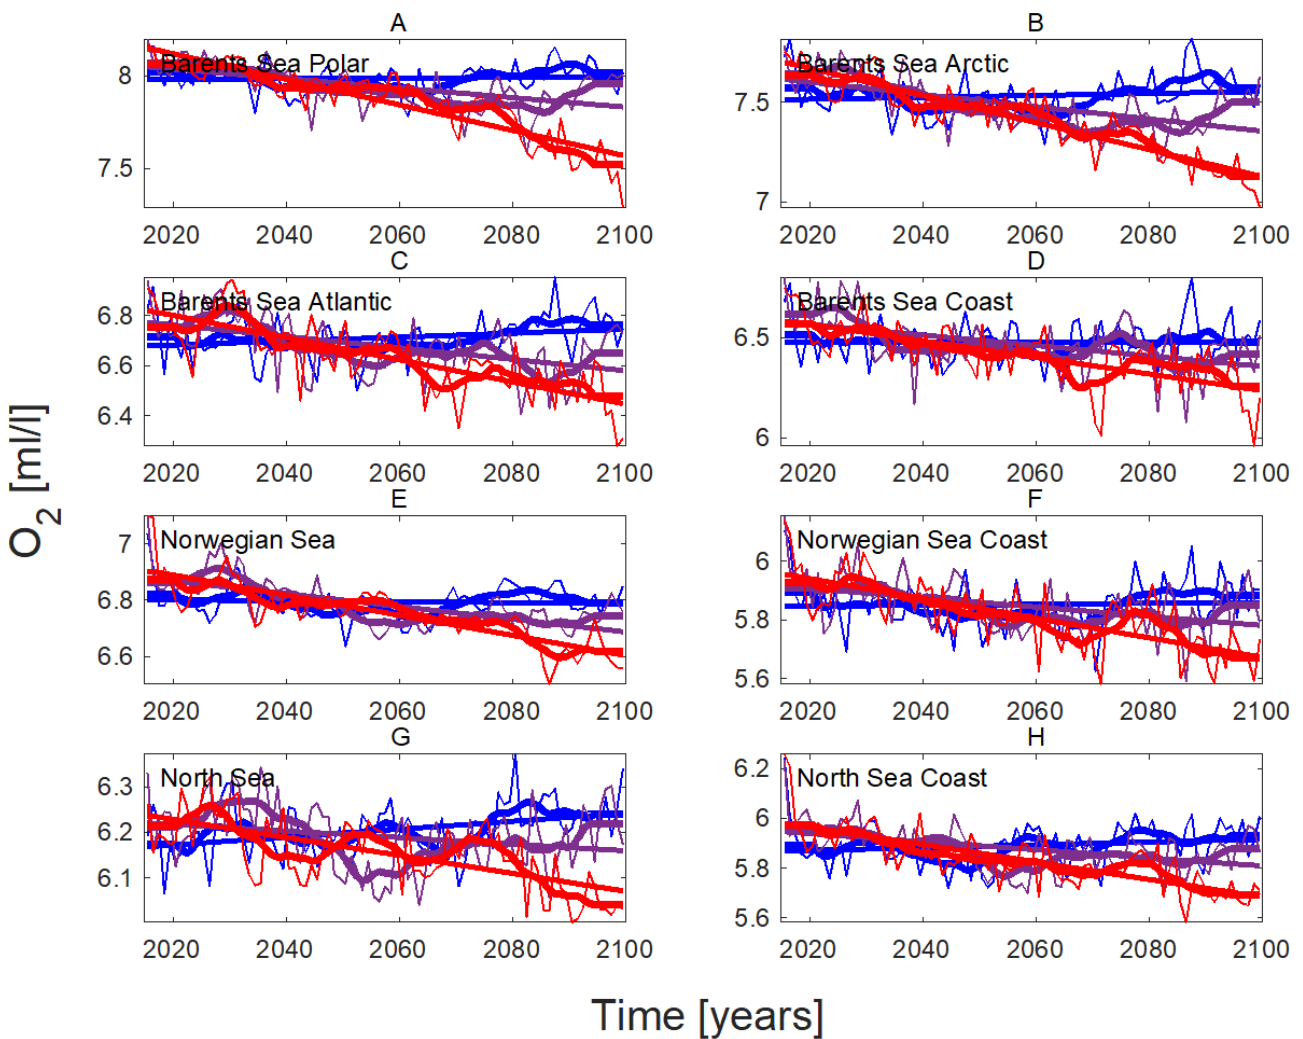 A
Barents Sea Polar
8
7.5
2020 2040 2060 2080 2100
B
Barents Sea Arctic
7.5
7
2020 2040 2060 2080 2100
C
Barents Sea Atlantic
6.8
6.6
6.4
2020 2040 2060 2080 2100
D
Barents Sea Coast
6.5
6
2020 2040 2060 2080 2100
E
Norwegian Sea
7
6.8
6.6
2020 2040 2060 2080 2100
F
Norwegian Sea Coast
6
5.8
5.6
2020 2040 2060 2080 2100
G
North Sea
6.3
6.2
6.1
2020 2040 2060 2080 2100
H
North Sea Coast
6.2
6
5.8
5.6
2020 2040 2060 2080 2100
O2 [ml/l]
Time [years]